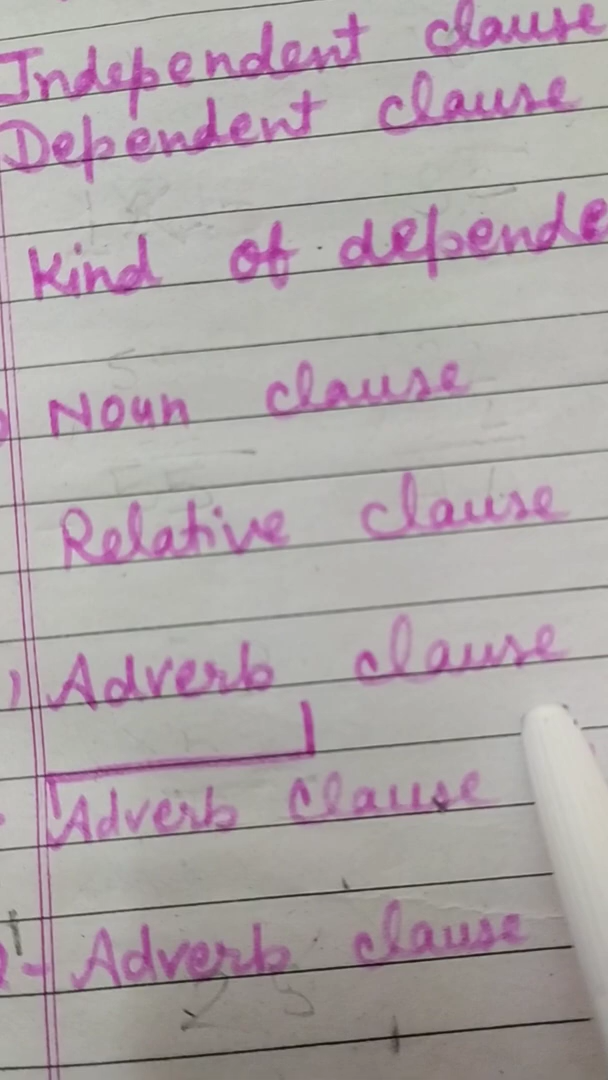 Independent clause
Dependent clause
Kind of depende
Noun clause
Relative clause
) Adverb clause
Adverb clause
- Adverb clause